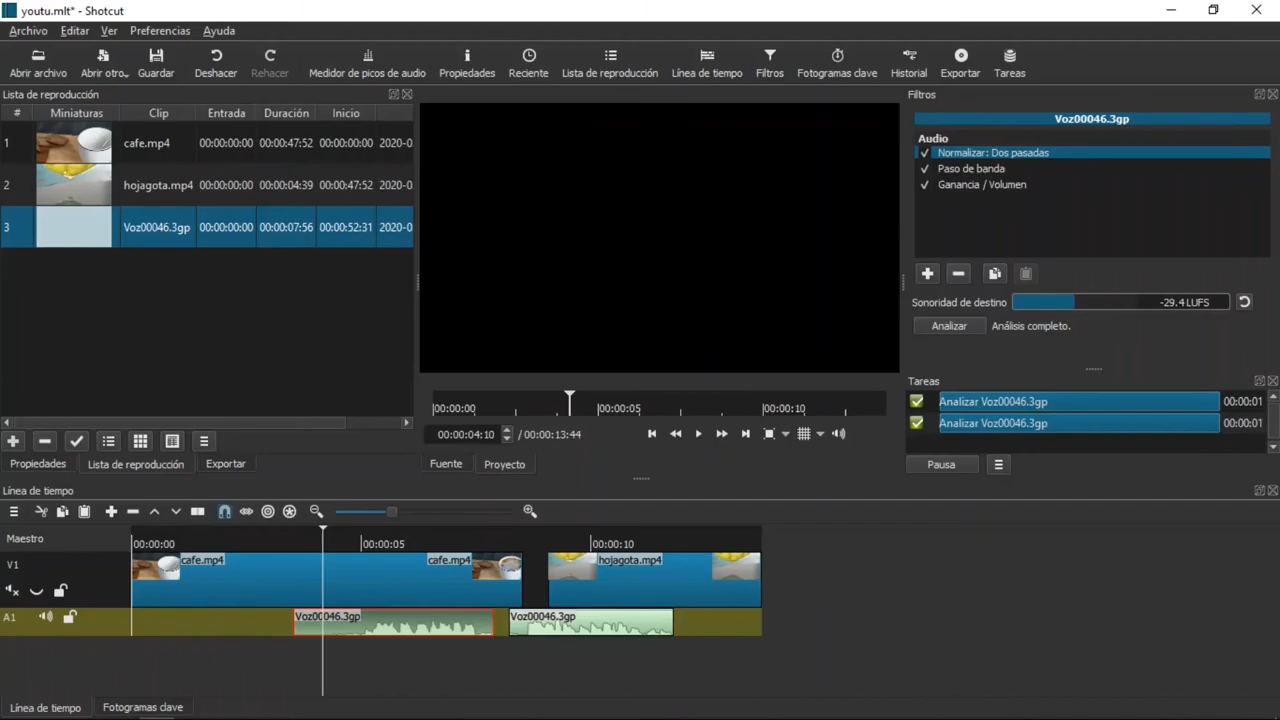 youtu.mlt* - Shotcut
Archivo Editar Ver Preferencias Ayuda
Abrir archivo Abrir otro.. Guardar Deshacer Rehacer Medidor de picos de audio Propiedades Reciente Lista de reproducción Línea de tiempo Filtros Fotogramas clave Historial Exportar Tareas
Lista de reproducción
# Miniaturas Clip Entrada Duración Inicio
1 cafe.mp4 00:00:00:00 00:00:47:52 00:00:00:00 2020-0
2 hojagota.mp4 00:00:00:00 00:00:04:39 00:00:47:52 2020-0
3 Voz00046.3gp 00:00:00:00 00:00:07:56 00:00:52:31 2020-0
Propiedades Lista de reproducción Exportar
00:00:00 00:00:05 00:00:10
00:00:04:10 / 00:00:13:44
Fuente Proyecto
Filtros
Voz00046.3gp
Audio
Normalizar: Dos pasadas
Paso de banda
Ganancia / Volumen
Sonoridad de destino -29.4 LUFS
Analizar Análisis completo.
Tareas
Analizar Voz00046.3gp 00:00:01
Analizar Voz00046.3gp 00:00:01
Pausa
Línea de tiempo
Maestro 00:00:00 00:00:05 00:00:10
V1 cafe.mp4 cafe.mp4 hojagota.mp4
A1 Voz00046.3gp Voz00046.3gp
Línea de tiempo Fotogramas clave